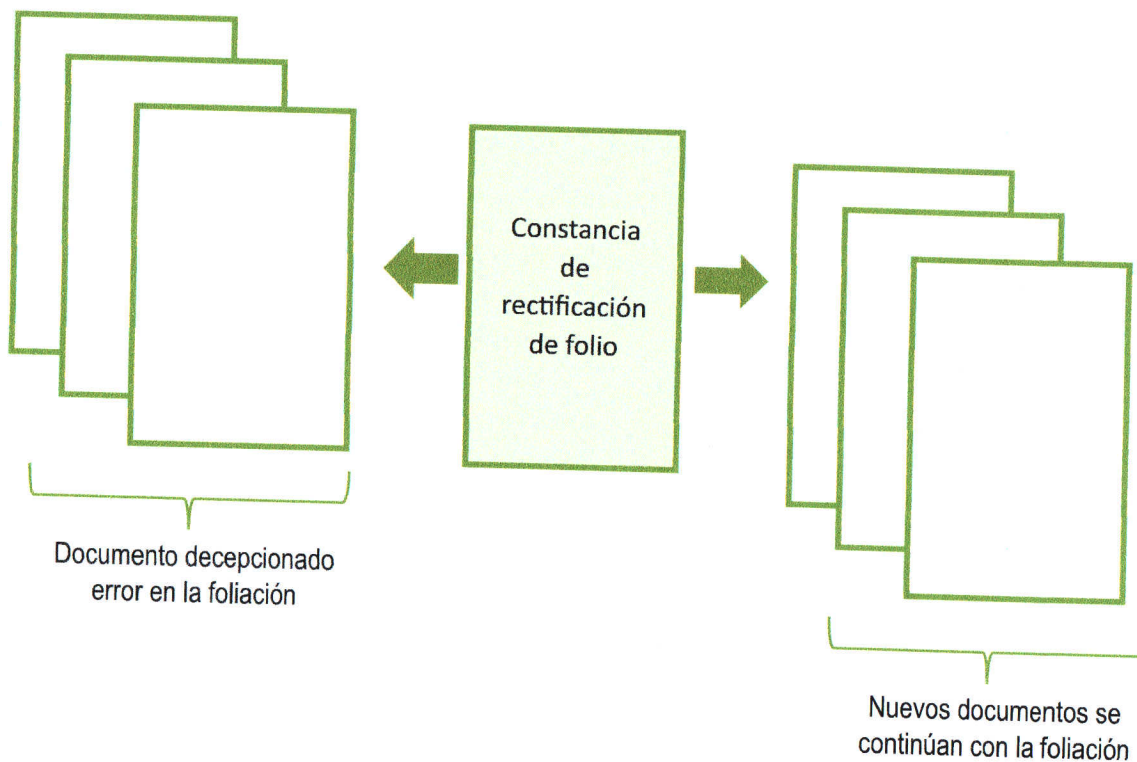 Constancia
de
rectificación
de folio
Documento decepcionado
error en la foliación
Nuevos documentos se
continúan con la foliación